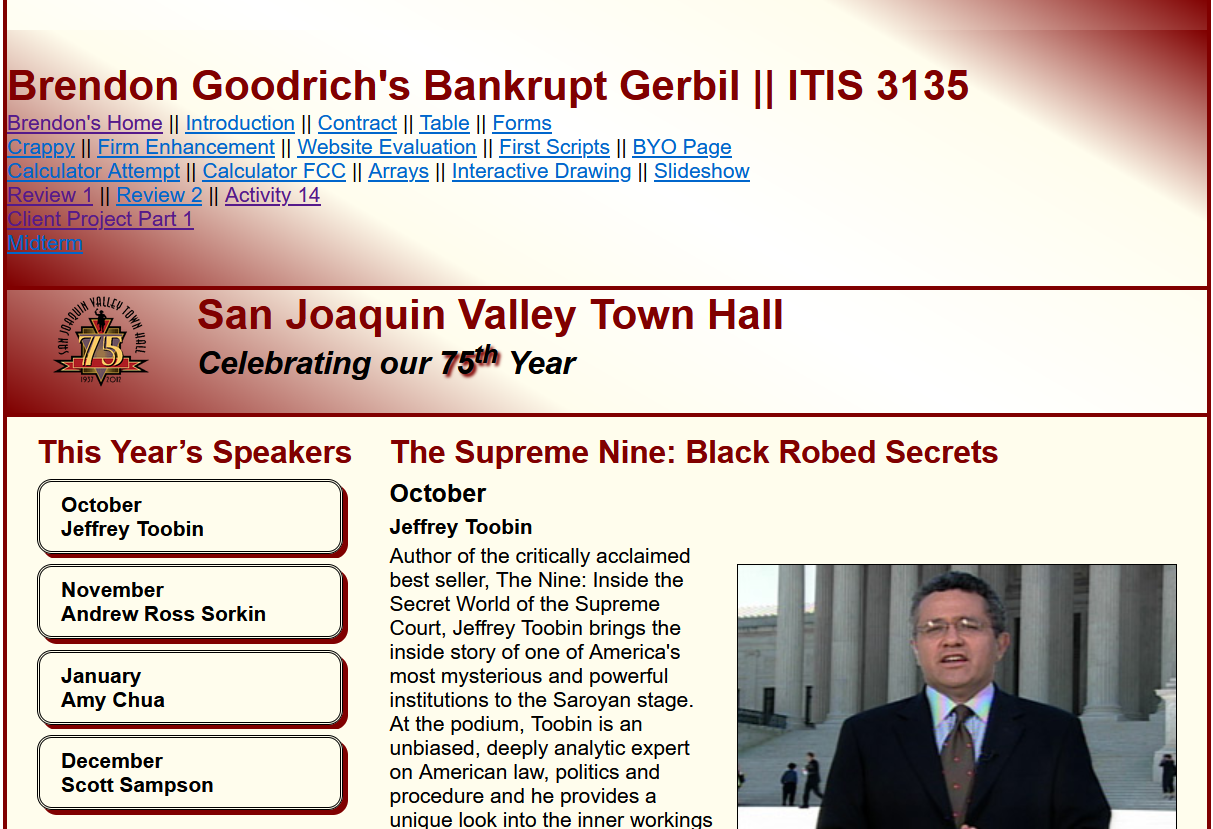 Brendon Goodrich's Bankrupt Gerbil || ITIS 3135
Brendon's Home || Introduction || Contract || Table || Forms
Crappy || Firm Enhancement || Website Evaluation || First Scripts || BYO Page
Calculator Attempt || Calculator FCC || Arrays || Interactive Drawing || Slideshow
Review 1 || Review 2 || Activity 14
Client Project Part 1
Midterm
SAN JOAQUIN VALLEY TOWN HALL
75
1937 2012
San Joaquin Valley Town Hall
Celebrating our 75th Year
This Year’s Speakers
October
Jeffrey Toobin
November
Andrew Ross Sorkin
January
Amy Chua
December
Scott Sampson
The Supreme Nine: Black Robed Secrets
October
Jeffrey Toobin
Author of the critically acclaimed
best seller, The Nine: Inside the
Secret World of the Supreme
Court, Jeffrey Toobin brings the
inside story of one of America's
most mysterious and powerful
institutions to the Saroyan stage.
At the podium, Toobin is an
unbiased, deeply analytic expert
on American law, politics and
procedure and he provides a
unique look into the inner workings